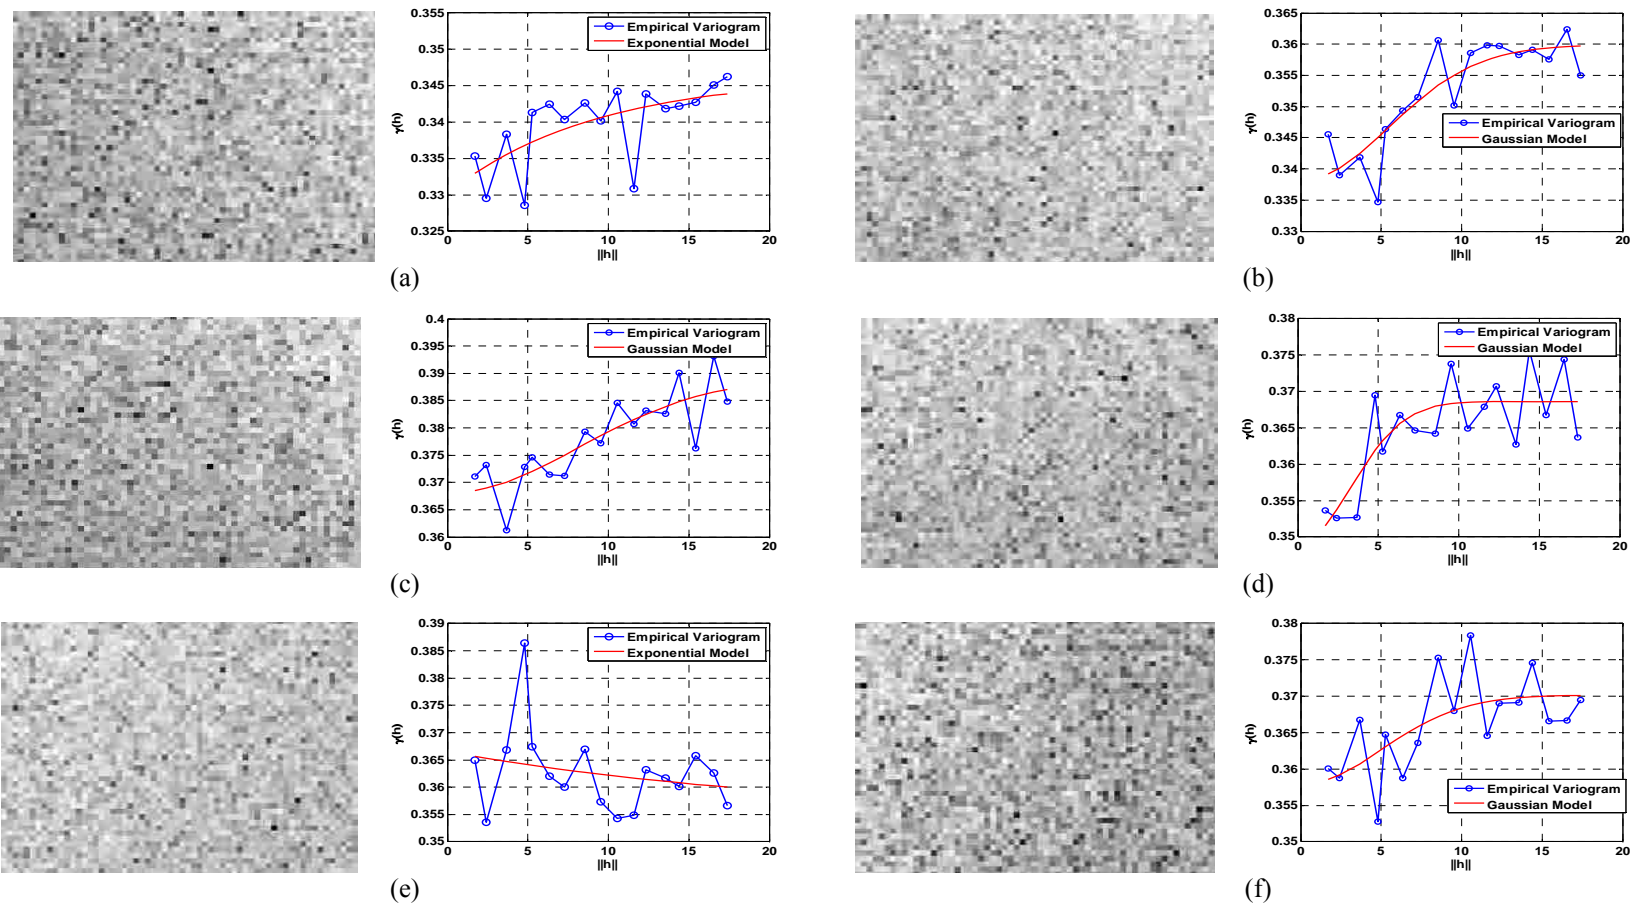 0.355
0.35
0.345
0.34
0.335
0.33
0.325
γ(h)
0
5
10
15
20
||h||
Empirical Variogram
Exponential Model
(a)
0.365
0.36
0.355
0.35
0.345
0.34
0.335
0.33
γ(h)
0
5
10
15
20
||h||
Empirical Variogram
Gaussian Model
(b)
0.4
0.395
0.39
0.385
0.38
0.375
0.37
0.365
0.36
γ(h)
0
5
10
15
20
||h||
Empirical Variogram
Gaussian Model
(c)
0.38
0.375
0.37
0.365
0.36
0.355
0.35
γ(h)
0
5
10
15
20
||h||
Empirical Variogram
Gaussian Model
(d)
0.39
0.385
0.38
0.375
0.37
0.365
0.36
0.355
0.35
γ(h)
0
5
10
15
20
||h||
Empirical Variogram
Exponential Model
(e)
0.38
0.375
0.37
0.365
0.36
0.355
0.35
γ(h)
0
5
10
15
20
||h||
Empirical Variogram
Gaussian Model
(f)